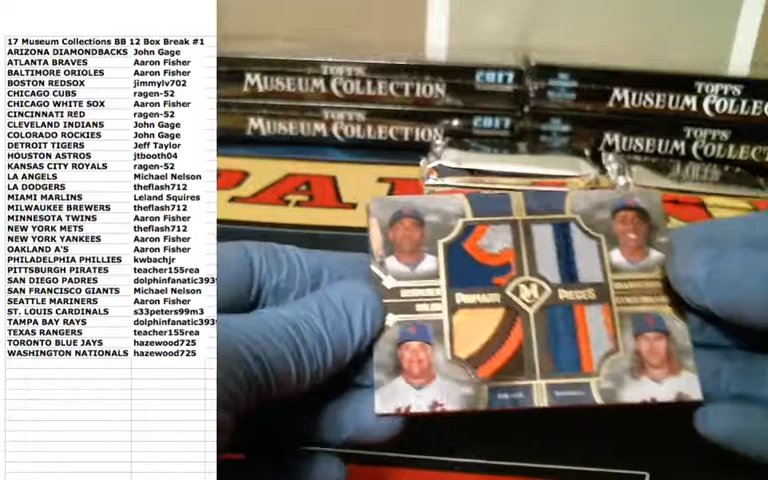 17 Museum Collections BB 12 Box Break #1
ARIZONA DIAMONDBACKS John Gage
ATLANTA BRAVES Aaron Fisher
BALTIMORE ORIOLES Aaron Fisher
BOSTON REDSOX jimmylv702
CHICAGO CUBS ragen-52
CHICAGO WHITE SOX Aaron Fisher
CINCINNATI RED ragen-52
CLEVELAND INDIANS John Gage
COLORADO ROCKIES John Gage
DETROIT TIGERS Jeff Taylor
HOUSTON ASTROS jtbooth04
KANSAS CITY ROYALS ragen-52
LA ANGELS Michael Nelson
LA DODGERS theflash712
MIAMI MARLINS Leland Squires
MILWAUKEE BREWERS theflash712
MINNESOTA TWINS Aaron Fisher
NEW YORK METS theflash712
NEW YORK YANKEES Aaron Fisher
OAKLAND A'S Aaron Fisher
PHILADELPHIA PHILLIES kwbachjr
PITTSBURGH PIRATES teacher155rea
SAN DIEGO PADRES dolphinfanatic393
SAN FRANCISCO GIANTS Michael Nelson
SEATTLE MARINERS Aaron Fisher
ST. LOUIS CARDINALS s33peters99m3
TAMPA BAY RAYS dolphinfanatic393
TEXAS RANGERS teacher155rea
TORONTO BLUE JAYS hazewood725
WASHINGTON NATIONALS hazewood725
TOPPS
MUSEUM COLLECTION 2017
TOPPS
MUSEUM COLLEC
TOPPS
MUSEUM COLLECTION 2017
TOPPS
MUSEUM COLLECT
PA
PRIMARY M PIECES